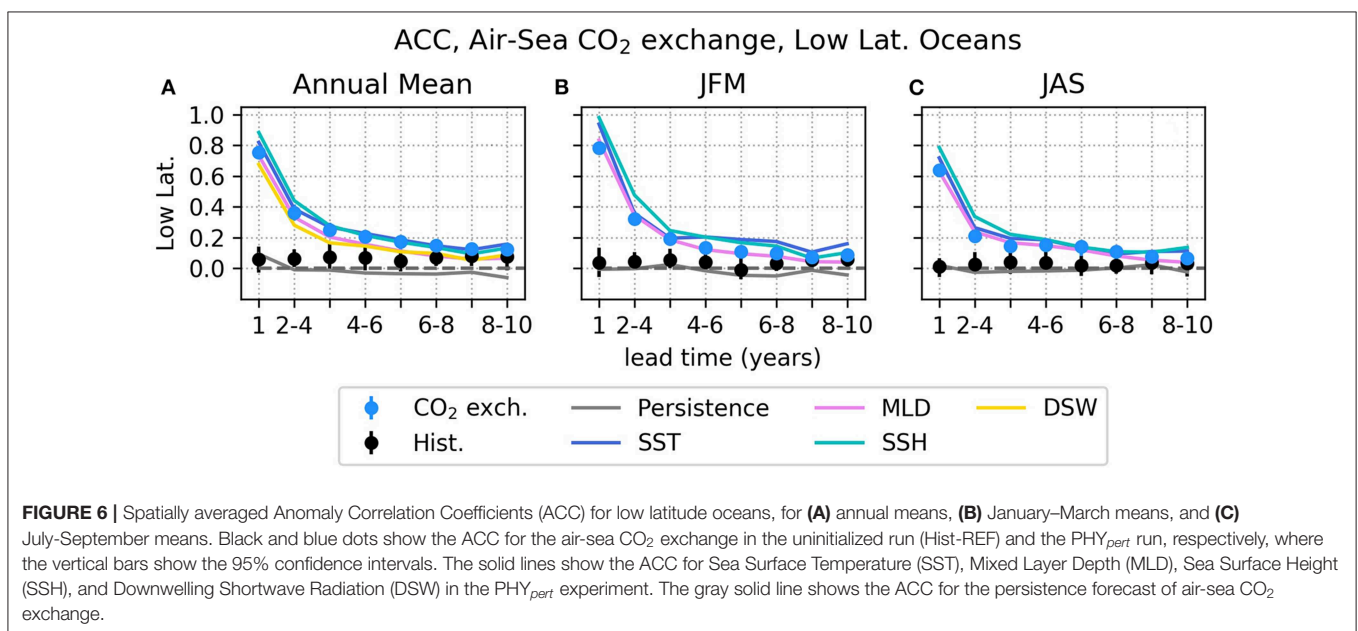 ACC, Air-Sea CO₂ exchange, Low Lat. Oceans
A Annual Mean B JFM C JAS
Low Lat.
1.0
0.8
0.6
0.4
0.2
0.0
1 2-4 4-6 6-8 8-10 1 2-4 4-6 6-8 8-10 1 2-4 4-6 6-8 8-10
lead time (years)
CO₂ exch. Persistence MLD DSW
Hist. SST SSH
FIGURE 6 | Spatially averaged Anomaly Correlation Coefficients (ACC) for low latitude oceans, for (A) annual means, (B) January–March means, and (C)
July-September means. Black and blue dots show the ACC for the air-sea CO₂ exchange in the uninitialized run (Hist-REF) and the PHYpert run, respectively, where
the vertical bars show the 95% confidence intervals. The solid lines show the ACC for Sea Surface Temperature (SST), Mixed Layer Depth (MLD), Sea Surface Height
(SSH), and Downwelling Shortwave Radiation (DSW) in the PHYpert experiment. The gray solid line shows the ACC for the persistence forecast of air-sea CO₂
exchange.